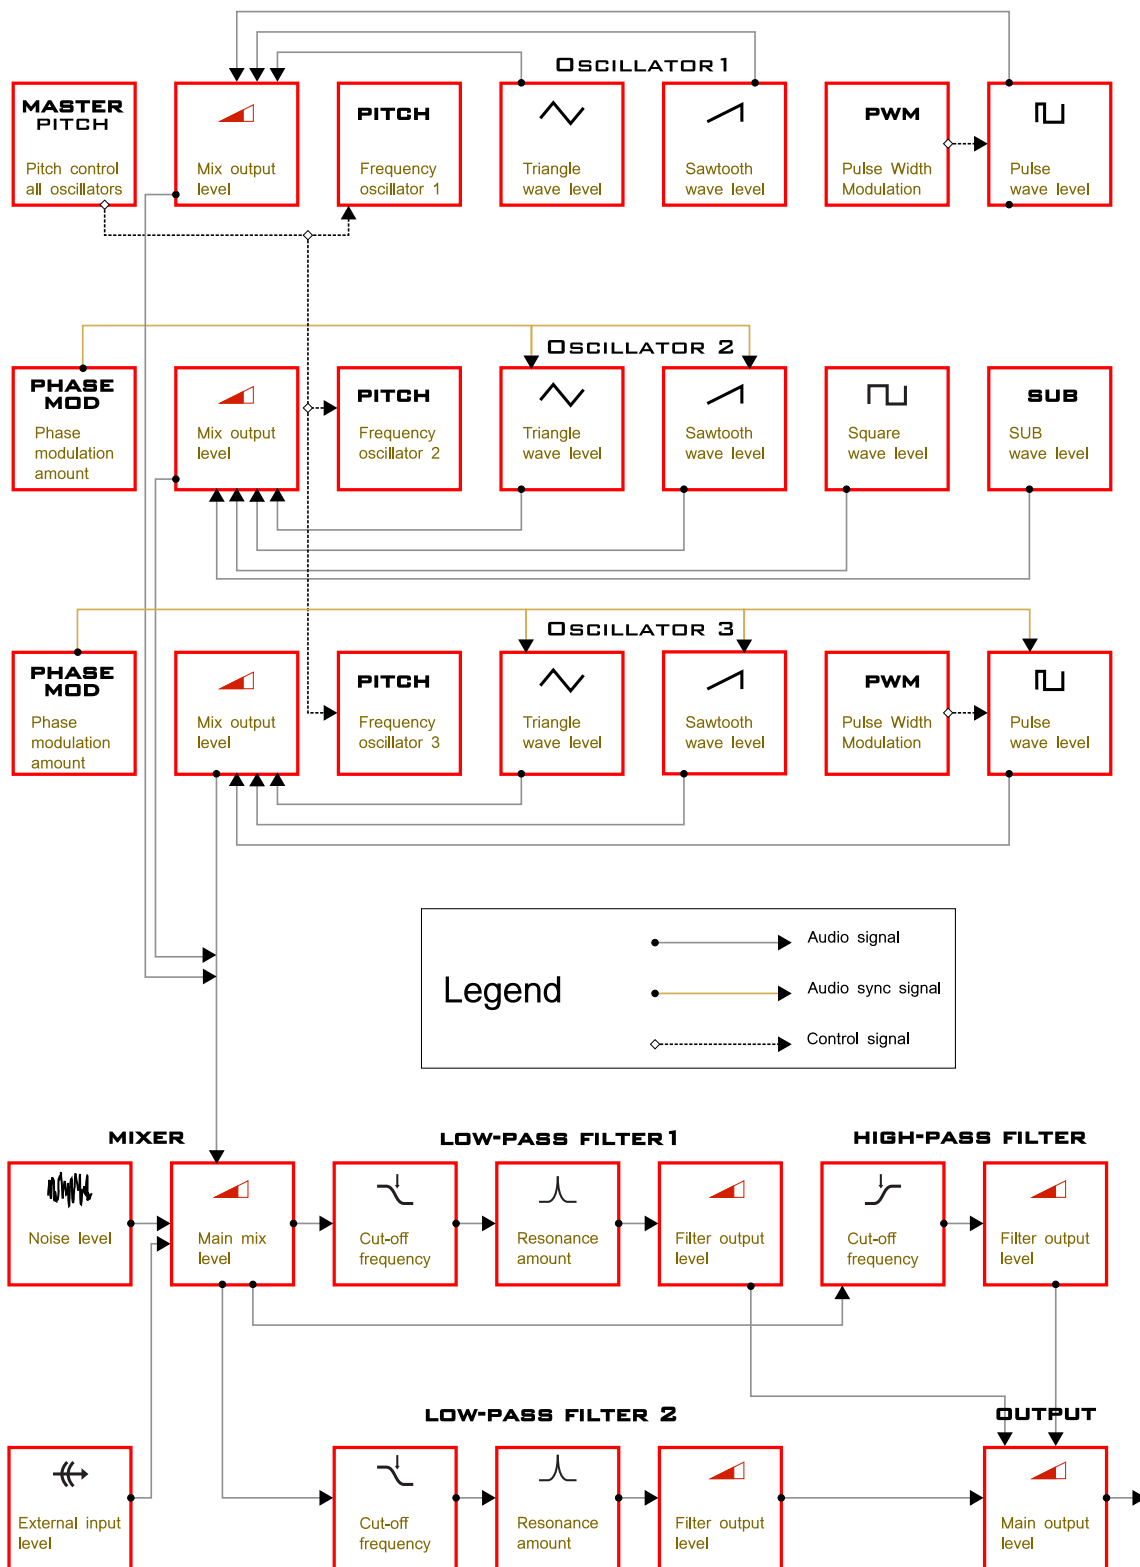 OSCILLATOR 1
MASTER
PITCH
Pitch control
all oscillators
Mix output
level
PITCH
Frequency
oscillator 1
Triangle
wave level
Sawtooth
wave level
PWM
Pulse Width
Modulation
Pulse
wave level
OSCILLATOR 2
PHASE
MOD
Phase
modulation
amount
Mix output
level
PITCH
Frequency
oscillator 2
Triangle
wave level
Sawtooth
wave level
Square
wave level
SUB
SUB
wave level
OSCILLATOR 3
PHASE
MOD
Phase
modulation
amount
Mix output
level
PITCH
Frequency
oscillator 3
Triangle
wave level
Sawtooth
wave level
PWM
Pulse Width
Modulation
Pulse
wave level
Legend
Audio signal
Audio sync signal
Control signal
MIXER
LOW-PASS FILTER 1
HIGH-PASS FILTER
Noise level
Main mix
level
Cut-off
frequency
Resonance
amount
Filter output
level
Cut-off
frequency
Filter output
level
LOW-PASS FILTER 2
OUTPUT
External input
level
Cut-off
frequency
Resonance
amount
Filter output
level
Main output
level